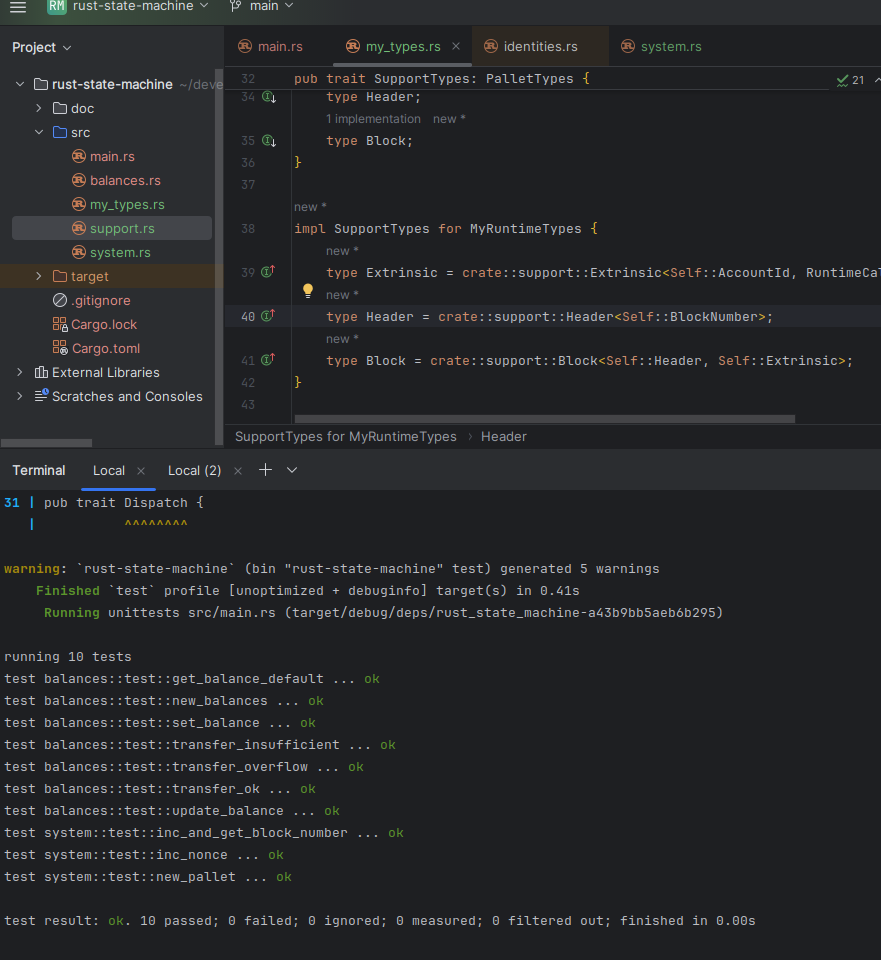 RM rust-state-machine main
Project
main.rs my_types.rs identities.rs system.rs
rust-state-machine ~/deve
doc
src
main.rs
balances.rs
my_types.rs
support.rs
system.rs
target
.gitignore
Cargo.lock
Cargo.toml
External Libraries
Scratches and Consoles
32 pub trait SupportTypes: PalletTypes {
21
34 type Header;
1 implementation new *
35 type Block;
36 }
37
new *
38 impl SupportTypes for MyRuntimeTypes {
new *
39 type Extrinsic = crate::support::Extrinsic<Self::AccountId, RuntimeCal
new *
40 type Header = crate::support::Header<Self::BlockNumber>;
new *
41 type Block = crate::support::Block<Self::Header, Self::Extrinsic>;
42 }
43
SupportTypes for MyRuntimeTypes › Header
Terminal Local × Local (2) × +
31 | pub trait Dispatch {
| ^^^^^^^^
warning: `rust-state-machine` (bin "rust-state-machine" test) generated 5 warnings
Finished `test` profile [unoptimized + debuginfo] target(s) in 0.41s
Running unittests src/main.rs (target/debug/deps/rust_state_machine-a43b9bb5aeb6b295)
running 10 tests
test balances::test::get_balance_default ... ok
test balances::test::new_balances ... ok
test balances::test::set_balance ... ok
test balances::test::transfer_insufficient ... ok
test balances::test::transfer_overflow ... ok
test balances::test::transfer_ok ... ok
test balances::test::update_balance ... ok
test system::test::inc_and_get_block_number ... ok
test system::test::inc_nonce ... ok
test system::test::new_pallet ... ok
test result: ok. 10 passed; 0 failed; 0 ignored; 0 measured; 0 filtered out; finished in 0.00s